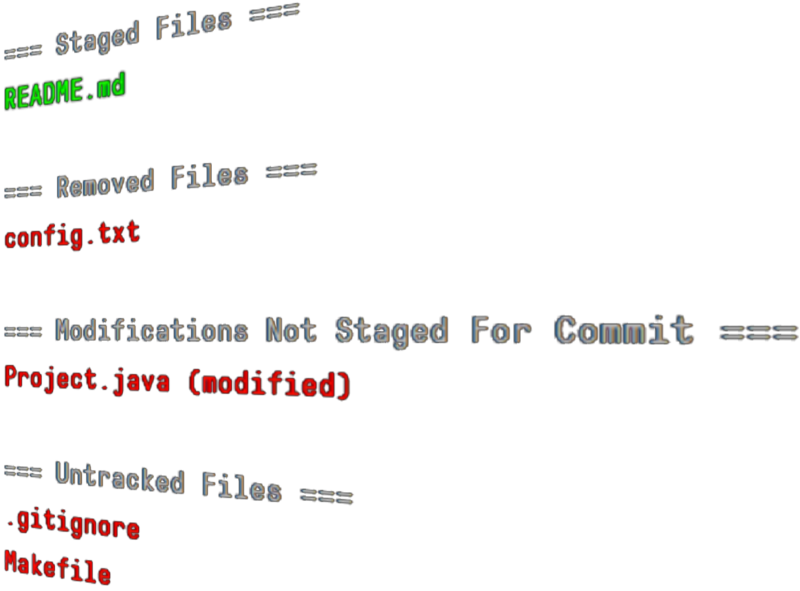 === Staged Files ===
README.md
=== Removed Files ===
config.txt
=== Modifications Not Staged For Commit ===
Project.java (modified)
=== Untracked Files ===
.gitignore
Makefile